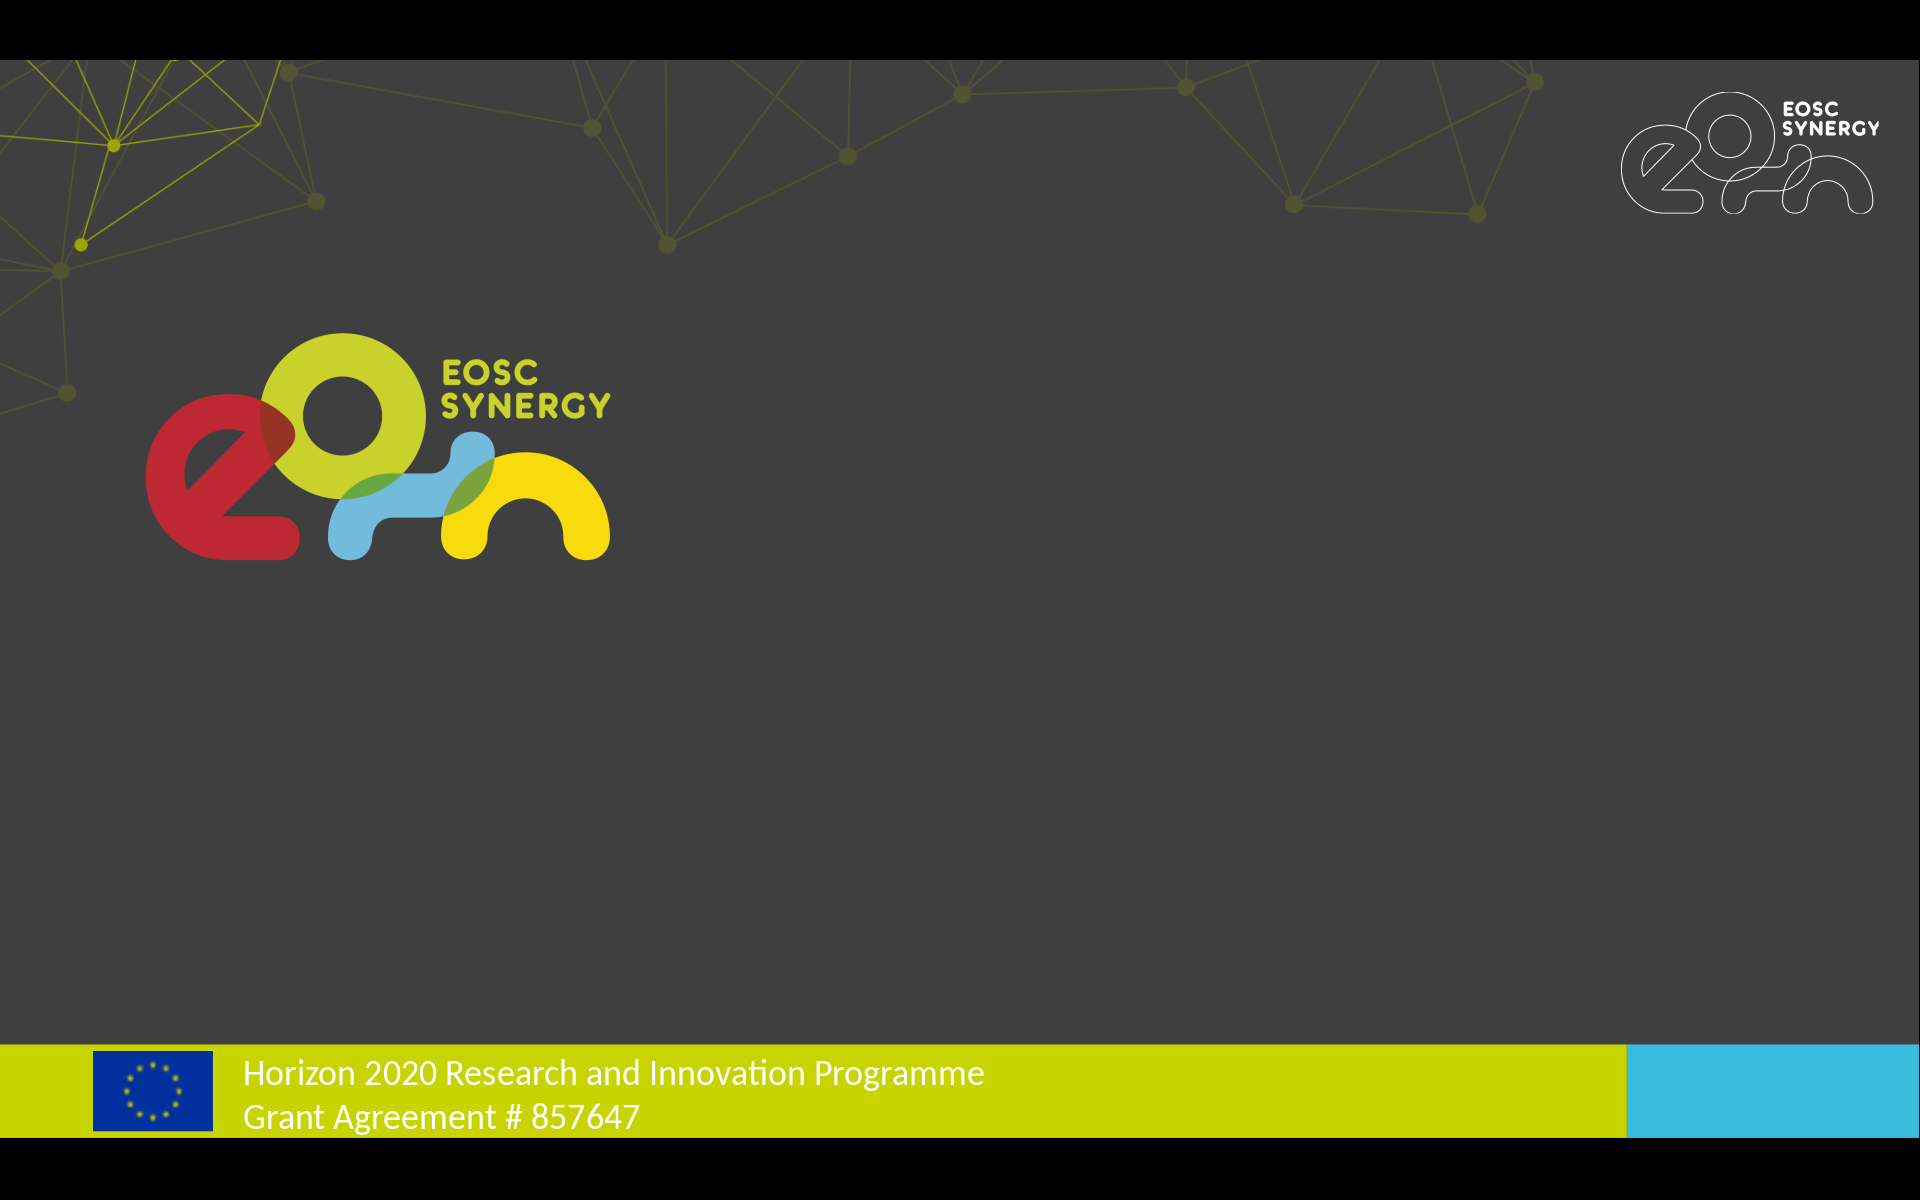 EOSC
SYNERGY
EOSC
SYNERGY
Horizon 2020 Research and Innovation Programme
Grant Agreement # 857647